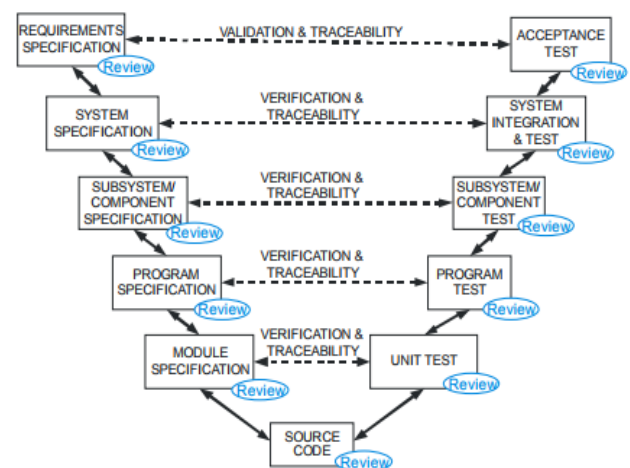 REQUIREMENTS
SPECIFICATION
Review
VALIDATION & TRACEABILITY
ACCEPTANCE
TEST
Review
SYSTEM
SPECIFICATION
Review
VERIFICATION &
TRACEABILITY
SYSTEM
INTEGRATION
& TEST
Review
SUBSYSTEM/
COMPONENT
SPECIFICATION
Review
VERIFICATION &
TRACEABILITY
SUBSYSTEM/
COMPONENT
TEST
Review
PROGRAM
SPECIFICATION
Review
VERIFICATION &
TRACEABILITY
PROGRAM
TEST
Review
MODULE
SPECIFICATION
Review
VERIFICATION &
TRACEABILITY
UNIT TEST
Review
SOURCE
CODE
Review